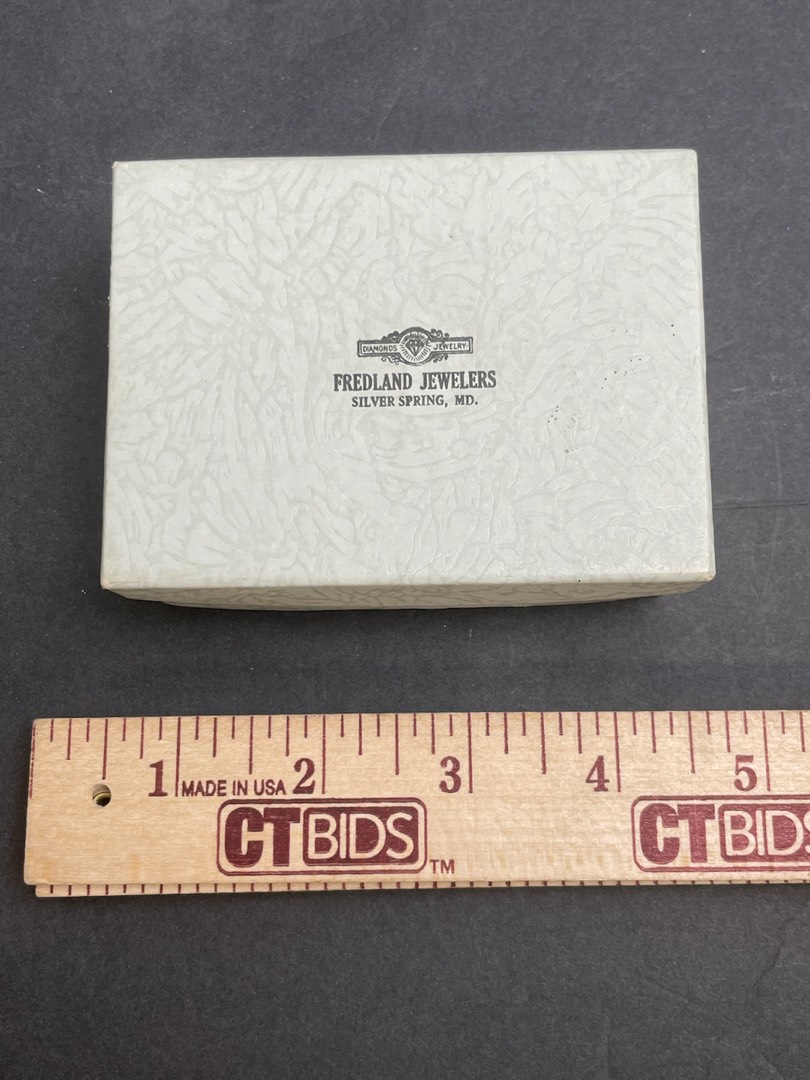 DIAMONDS JEWELRY
FREDLAND JEWELERS
SILVER SPRING, MD.
1 MADE IN USA 2 3 4 5
CTBIDS TM CTBIDS